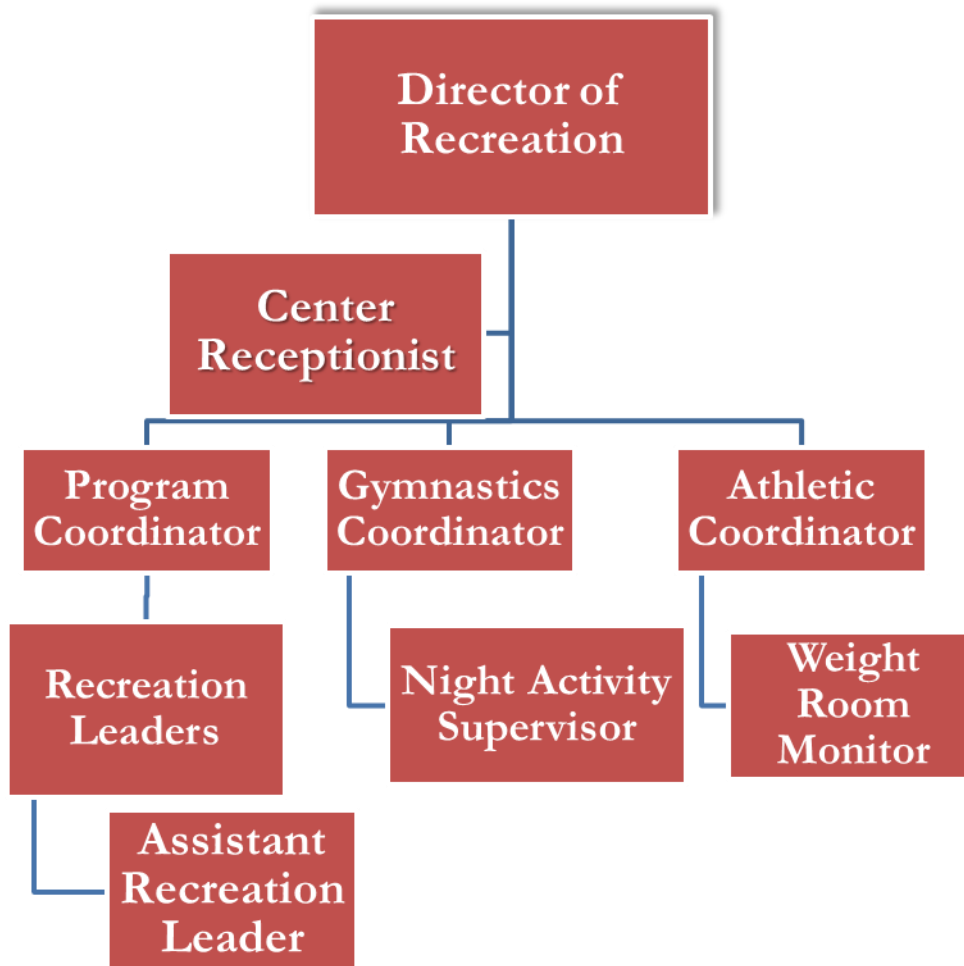 Director of
Recreation
Center
Receptionist
Program
Coordinator
Gymnastics
Coordinator
Athletic
Coordinator
Recreation
Leaders
Night Activity
Supervisor
Weight
Room
Monitor
Assistant
Recreation
Leader